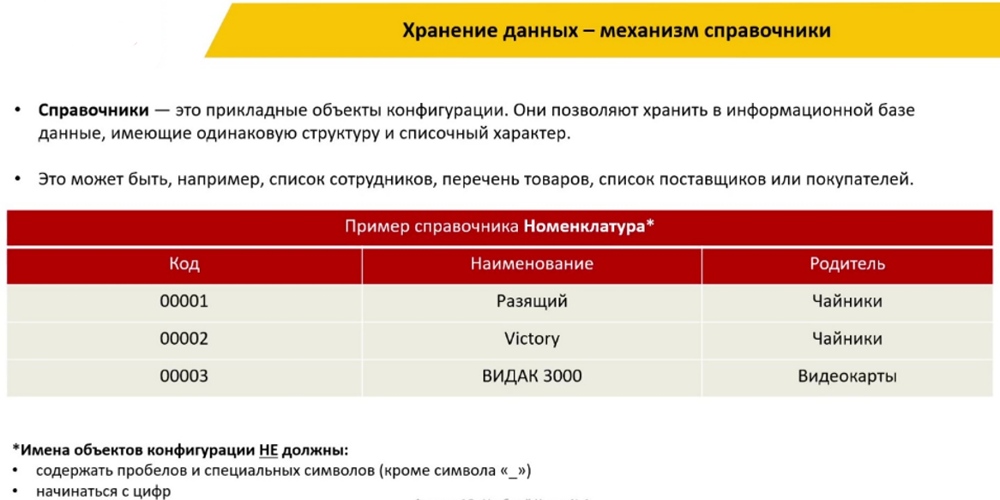 Хранение данных – механизм справочники
• Справочники — это прикладные объекты конфигурации. Они позволяют хранить в информационной базе
данные, имеющие одинаковую структуру и списочный характер.
• Это может быть, например, список сотрудников, перечень товаров, список поставщиков или покупателей.
Пример справочника Номенклатура*
Код Наименование Родитель
00001 Разящий Чайники
00002 Victory Чайники
00003 ВИДАК 3000 Видеокарты
*Имена объектов конфигурации НЕ должны:
• содержать пробелов и специальных символов (кроме символа «_»)
• начинаться с цифр